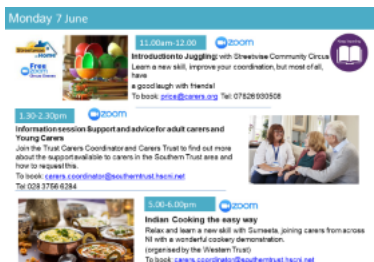 Monday 7 June
11.00am-12.00 zoom
Streetwise
Free
zoom
Introduction to Juggling: with Streetwise Community Circus
Learn a new skill, improve your coordination, but most of all,
have
a good laugh with friends!
To book price@carers.org Tel: 07826930508
1.30-2.30pm zoom
Information session Support and advice for adult carers and
Young Carers
Join the Trust Carers Coordinator and Carers Trust to find out more
about the support available to carers in the Southern Trust area and
how to request this.
To book: carers.coordinator@southerntrust.hscni.net
Tel 028 3756 6284
5.00-6.00pm zoom
Indian Cooking the easy way
Relax and learn a new skill with Sumeeta, joining carers from across
NI with a wonderful cookery demonstration.
(organised by the Western Trust)
To book carers.coordinator@southerntrust.hscni.net